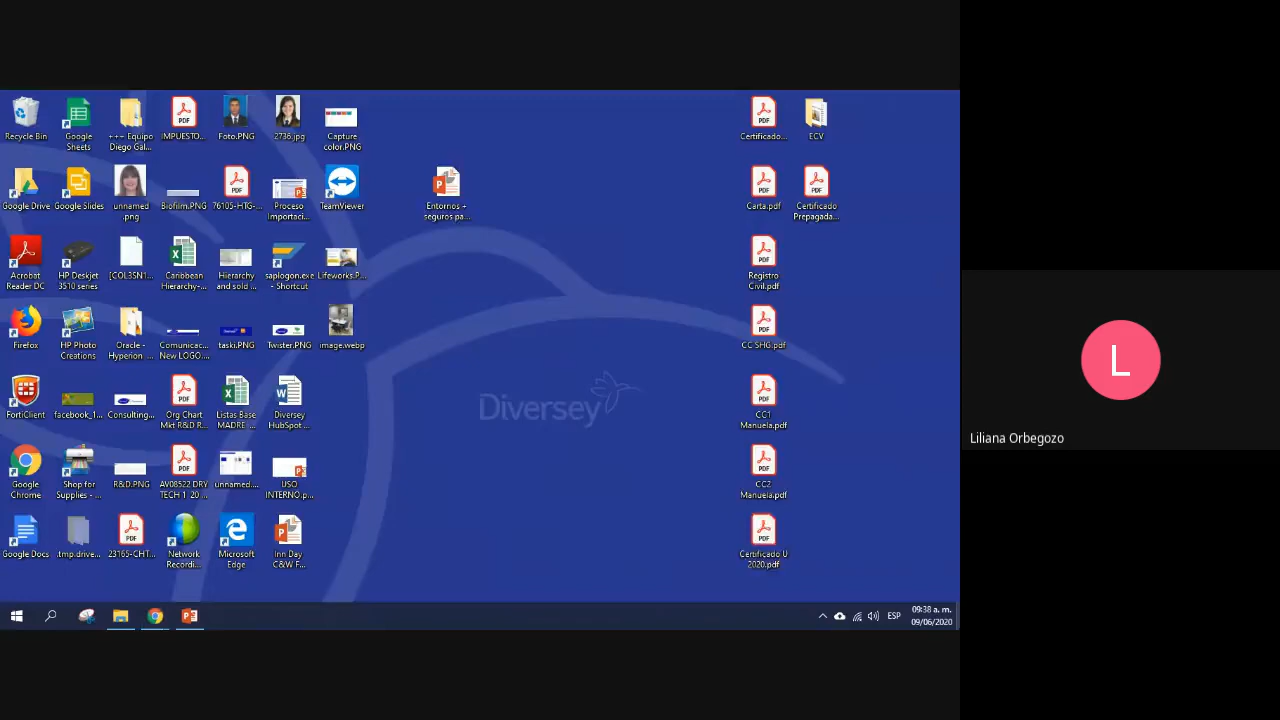 Recycle Bin
Google Sheets
+++ Equipo Diego Gal...
IMPUESTO...
Foto.PNG
2736.jpg
Capture color.PNG
Certificado...
ECV
Google Drive
Google Slides
unnamed .png
Biofilm.PNG
76105-HTG-...
Proceso Importaci...
TeamViewer
Entornos + seguros pa...
Carta.pdf
Certificado Prepagada...
Acrobat Reader DC
HP Deskjet 3510 series
[COL3SN1...
Caribbean Hierarchy-...
Hierarchy and sold ...
saplogon.exe - Shortcut
Lifeworks.P...
Registro Civil.pdf
Firefox
HP Photo Creations
Oracle - Hyperion ...
Comunicac... New LOGO....
taski.PNG
Twister.PNG
image.webp
CC SHG.pdf
FortiClient
facebook_1...
Consulting...
Org Chart Mkt R&D R...
Listas Base MADRE ...
Diversey HubSpot ...
Diversey
CC1 Manuela.pdf
Google Chrome
Shop for Supplies - ...
R&D.PNG
AV08522 DRY TECH 1_20 ...
unnamed....
USO INTERNO.p...
CC2 Manuela.pdf
Google Docs
.tmp.drive...
23165-CHT...
Network Recordi...
Microsoft Edge
Inn Day C&W F...
Certificado U 2020.pdf
ESP
09:38 a. m.
09/06/2020
L
Liliana Orbegozo